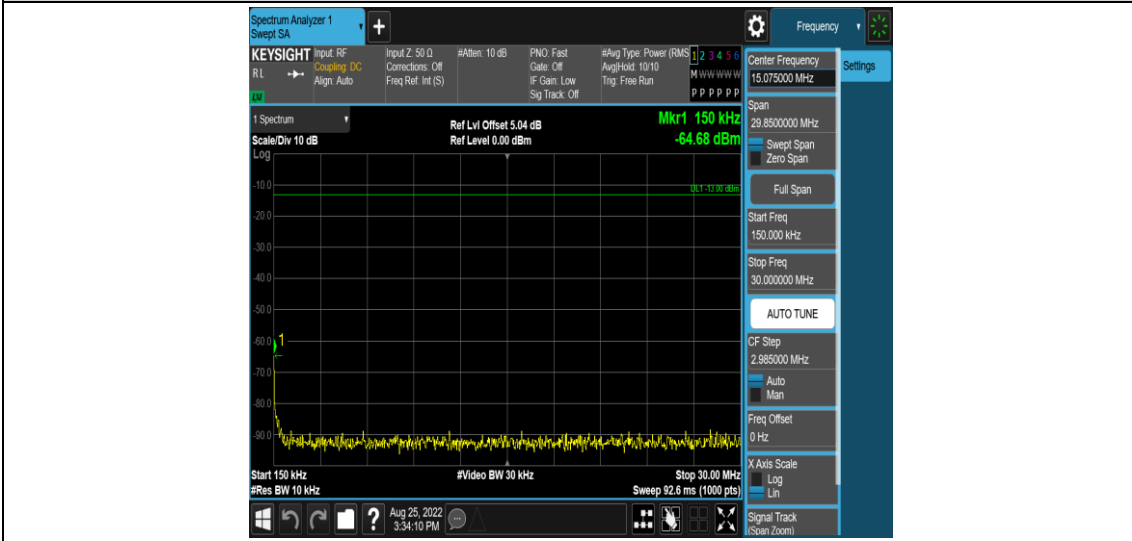 Spectrum Analyzer 1
Swept SA
+
Frequency
KEYSIGHT
RL
Input: RF
Coupling: DC
Align: Auto
Input Z: 50 Ω
Corrections: Off
Freq Ref: Int (S)
#Atten: 10 dB
PNO: Fast
Gate: Off
IF Gain: Low
Sig Track: Off
#Avg Type: Power (RMS
Avg|Hold: 10/10
Trig: Free Run
1 2 3 4 5 6
M W W W W W
P P P P P P
1 Spectrum
Scale/Div 10 dB
Log
Ref Lvl Offset 5.04 dB
Ref Level 0.00 dBm
Mkr1 150 kHz
-64.68 dBm
DL1 -13.00 dBm
-10.0
-20.0
-30.0
-40.0
-50.0
-60.0
1
-70.0
-80.0
-90.0
Start 150 kHz
#Res BW 10 kHz
#Video BW 30 kHz
Stop 30.00 MHz
Sweep 92.6 ms (1000 pts)
?
Aug 25, 2022
3:34:10 PM
Center Frequency
15.075000 MHz
Span
29.8500000 MHz
Swept Span
Zero Span
Full Span
Start Freq
150.000 kHz
Stop Freq
30.000000 MHz
AUTO TUNE
CF Step
2.985000 MHz
Auto
Man
Freq Offset
0 Hz
X Axis Scale
Log
Lin
Signal Track
(Span Zoom)
Settings